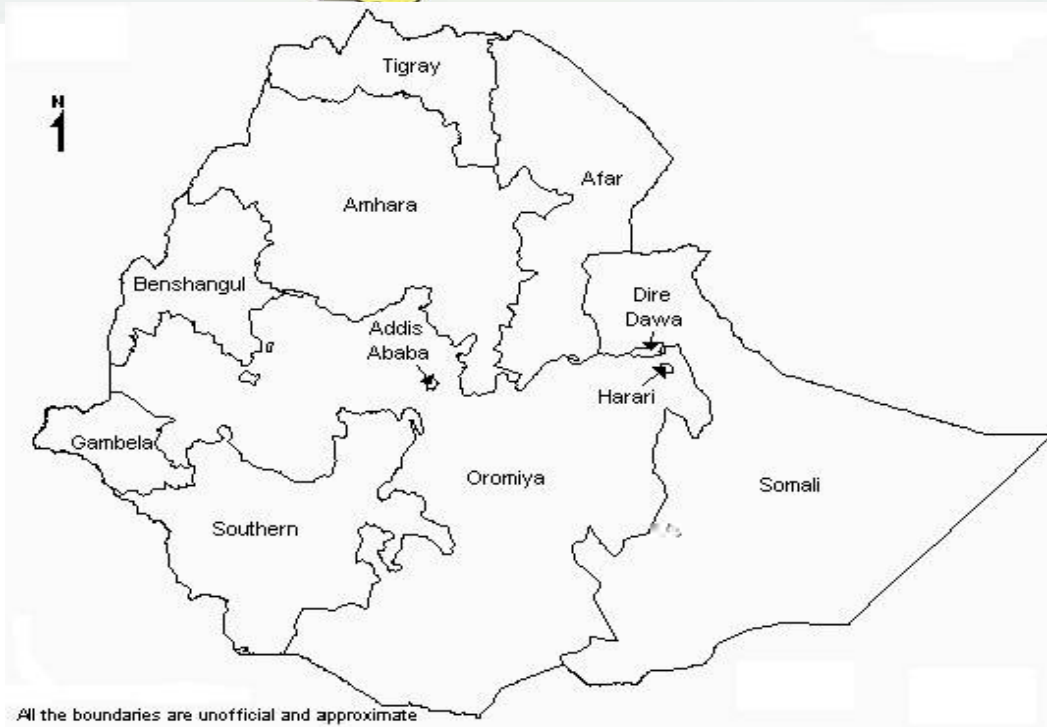 Tigray
N
Afar
Amhara
Benshangul
Dire
Dawa
Addis
Ababa
Harari
Gambela
Oromiya
Somali
Southern
All the boundaries are unofficial and approximate